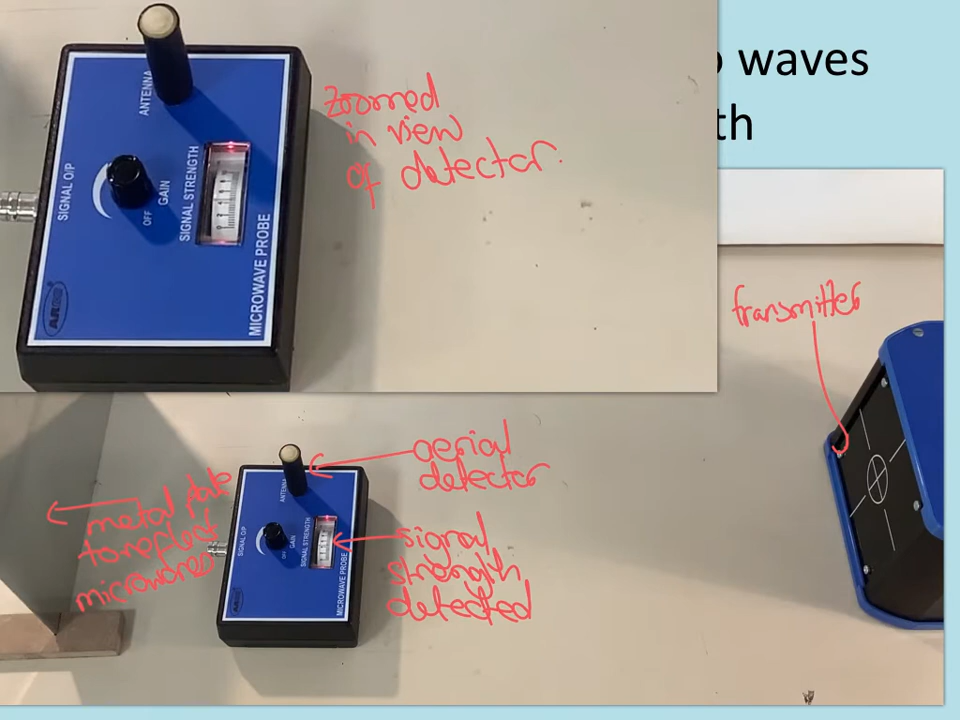 waves
th
ANTENNA
SIGNAL O/P
GAIN
OFF
SIGNAL STRENGTH
MICROWAVE PROBE
Zoomed
in view
of detector.
transmitter
aerial
detector
metal plate
to reflect
microwaves
signal
strength
detected
ANTENNA
SIGNAL O/P
GAIN
OFF
SIGNAL STRENGTH
MICROWAVE PROBE